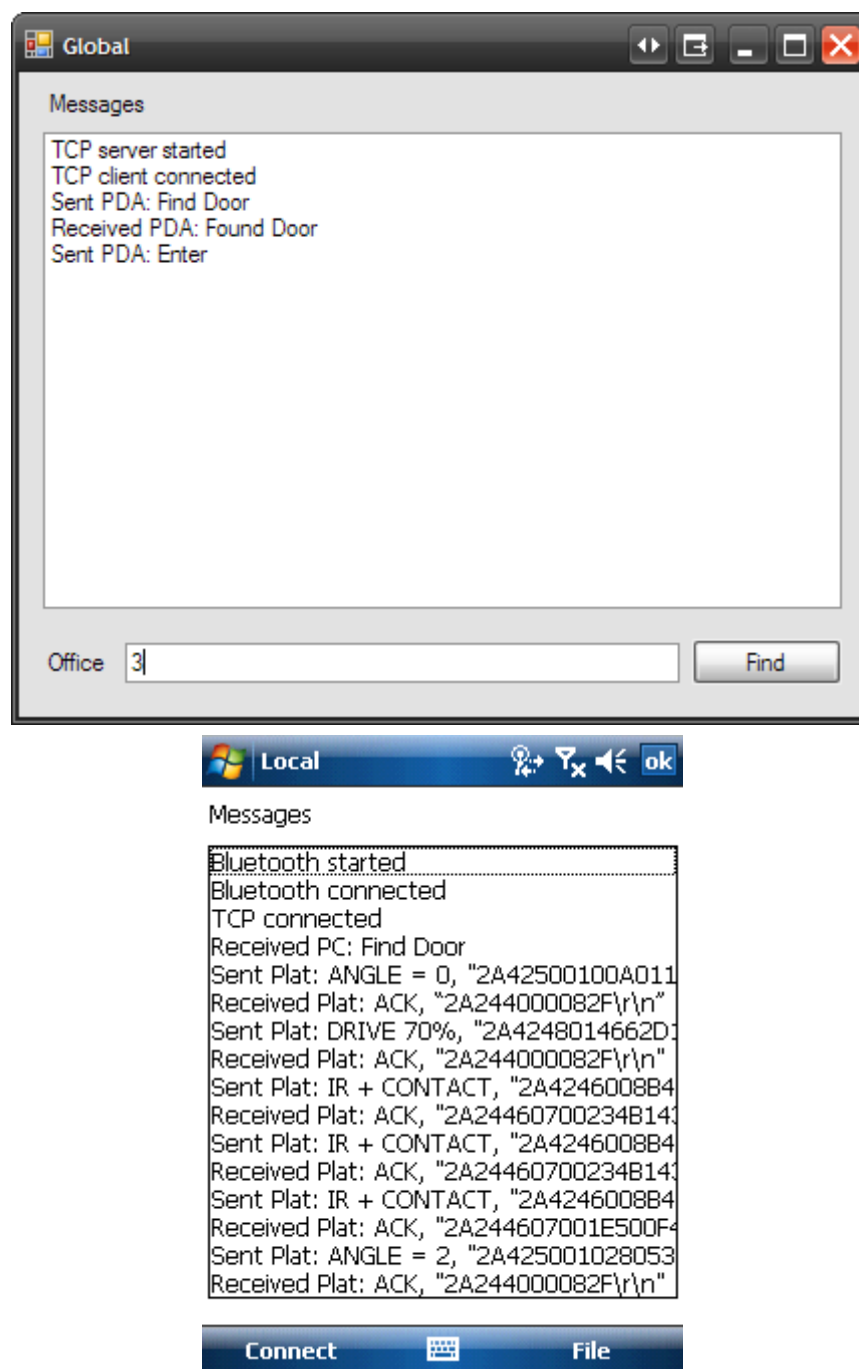 Global
Messages
TCP server started
TCP client connected
Sent PDA: Find Door
Received PDA: Found Door
Sent PDA: Enter
Office 3 Find
Local ok
Messages
Bluetooth started
Bluetooth connected
TCP connected
Received PC: Find Door
Sent Plat: ANGLE = 0, "2A42500100A011
Received Plat: ACK, “2A244000082F\r\n”
Sent Plat: DRIVE 70%, "2A4248014662D1
Received Plat: ACK, "2A244000082F\r\n"
Sent Plat: IR + CONTACT, "2A4246008B4
Received Plat: ACK, "2A24460700234B143
Sent Plat: IR + CONTACT, "2A4246008B4
Received Plat: ACK, "2A24460700234B143
Sent Plat: IR + CONTACT, "2A4246008B4
Received Plat: ACK, "2A244607001E500F4
Sent Plat: ANGLE = 2, "2A425001028053
Received Plat: ACK, "2A244000082F\r\n"
Connect File